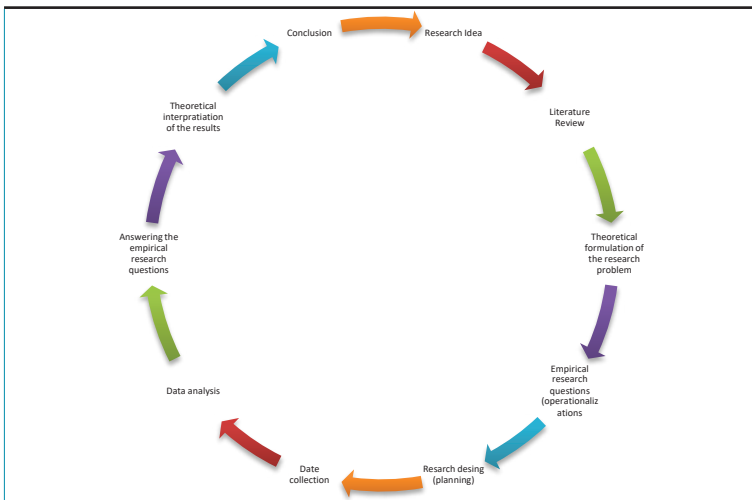 Conclusion
Research Idea
Literature
Review
Theoretical
formulation of
the research
problem
Empirical
research
questions
(operationaliz
ations
Resarch desing
(planning)
Date
collection
Data analysis
Answering the
empirical
research
questions
Theoretical
interpratiation
of the results